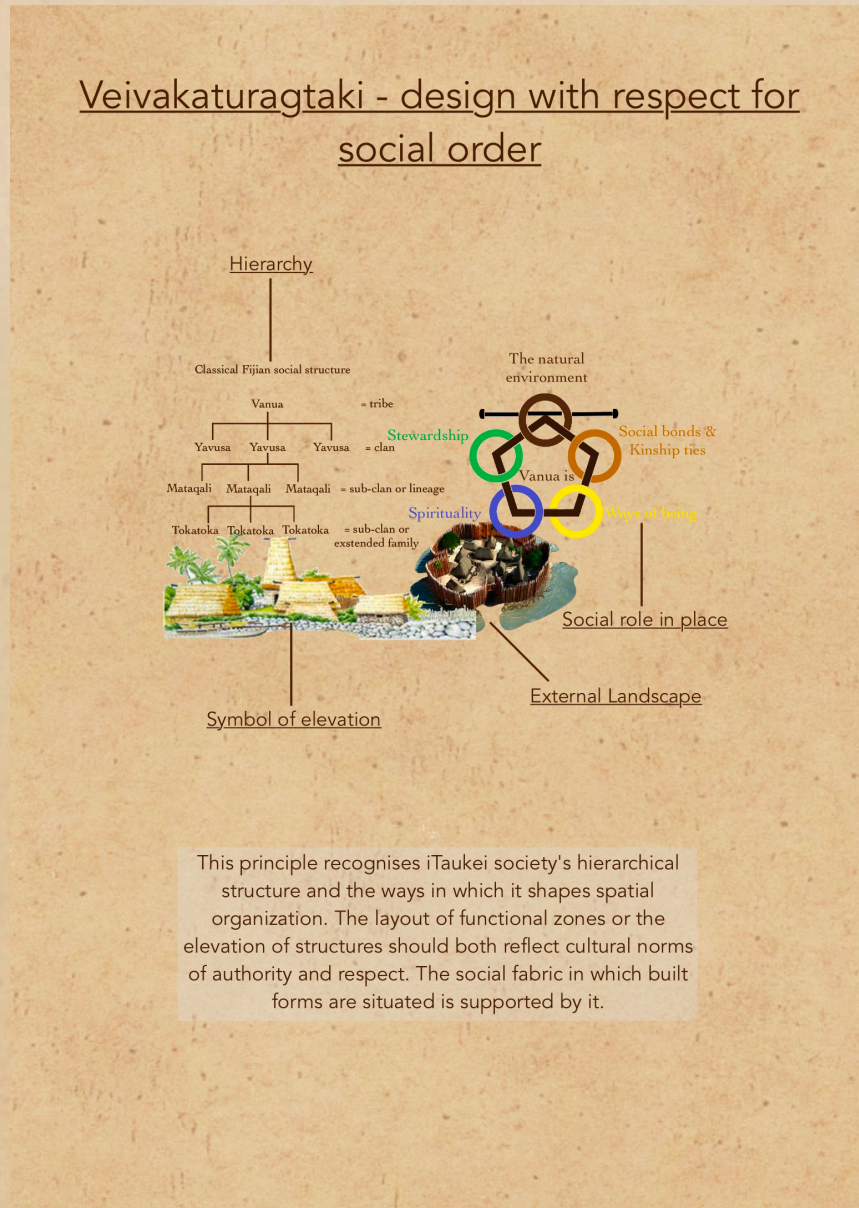 Veivakaturagtaki - design with respect for
social order
Hierarchy
Classical Fijian social structure
Vanua = tribe
Yavusa Yavusa Yavusa = clan
Mataqali Mataqali Mataqali = sub-clan or lineage
Tokatoka Tokatoka Tokatoka = sub-clan or
exstended family
The natural
environment
Stewardship
Social bonds &
Kinship ties
Vanua is
Spirituality
Ways of being
Social role in place
External Landscape
Symbol of elevation
This principle recognises iTaukei society's hierarchical
structure and the ways in which it shapes spatial
organization. The layout of functional zones or the
elevation of structures should both reflect cultural norms
of authority and respect. The social fabric in which built
forms are situated is supported by it.